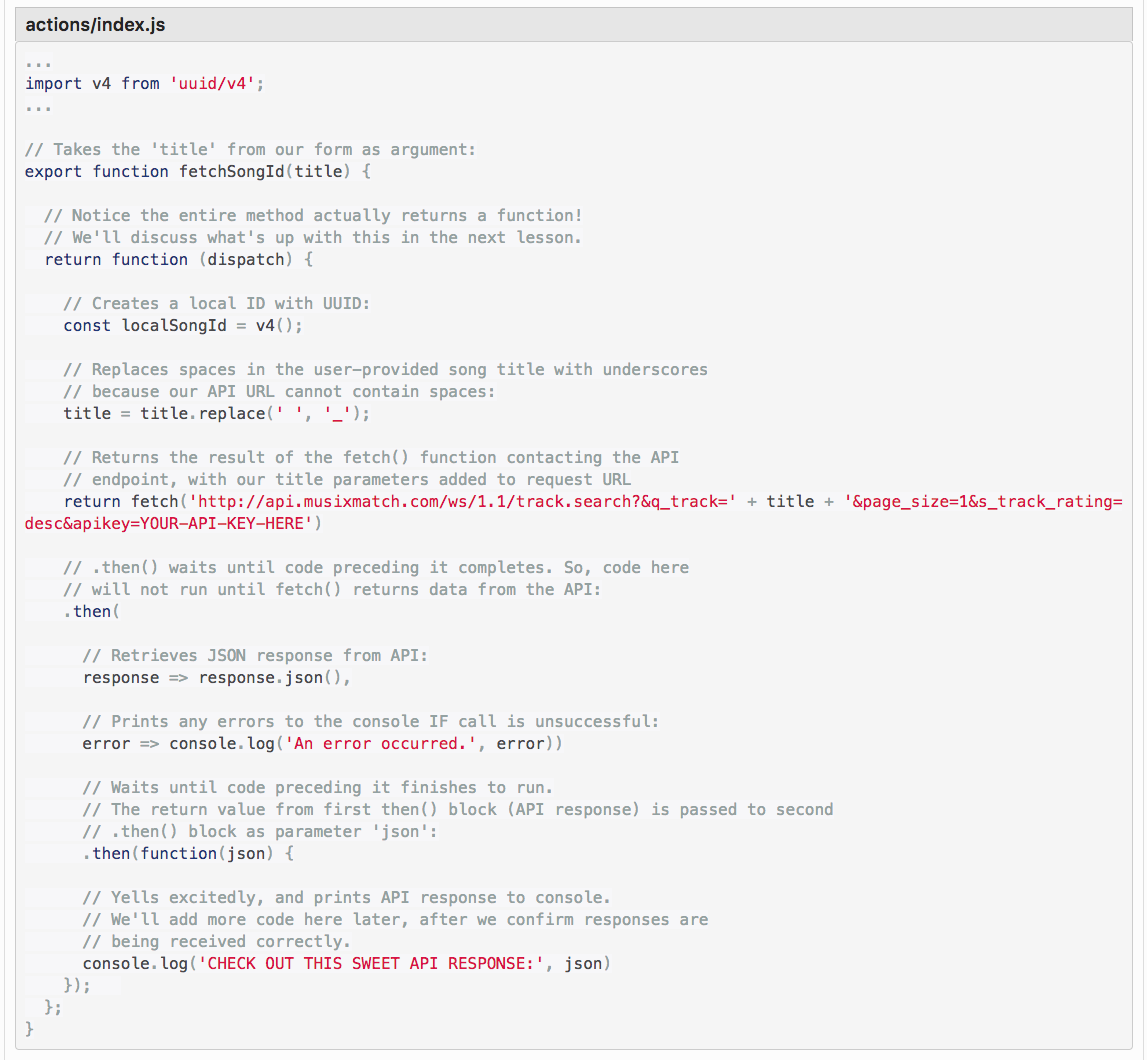 actions/index.js
...
import v4 from 'uuid/v4';
...
// Takes the 'title' from our form as argument:
export function fetchSongId(title) {
// Notice the entire method actually returns a function!
// We'll discuss what's up with this in the next lesson.
return function (dispatch) {
// Creates a local ID with UUID:
const localSongId = v4();
// Replaces spaces in the user-provided song title with underscores
// because our API URL cannot contain spaces:
title = title.replace(' ', '_');
// Returns the result of the fetch() function contacting the API
// endpoint, with our title parameters added to request URL
return fetch('http://api.musixmatch.com/ws/1.1/track.search?&q_track=' + title + '&page_size=1&s_track_rating=
desc&apikey=YOUR-API-KEY-HERE')
// .then() waits until code preceding it completes. So, code here
// will not run until fetch() returns data from the API:
.then(
// Retrieves JSON response from API:
response => response.json(),
// Prints any errors to the console IF call is unsuccessful:
error => console.log('An error occurred.', error))
// Waits until code preceding it finishes to run.
// The return value from first then() block (API response) is passed to second
// .then() block as parameter 'json':
.then(function(json) {
// Yells excitedly, and prints API response to console.
// We'll add more code here later, after we confirm responses are
// being received correctly.
console.log('CHECK OUT THIS SWEET API RESPONSE:', json)
});
};
}